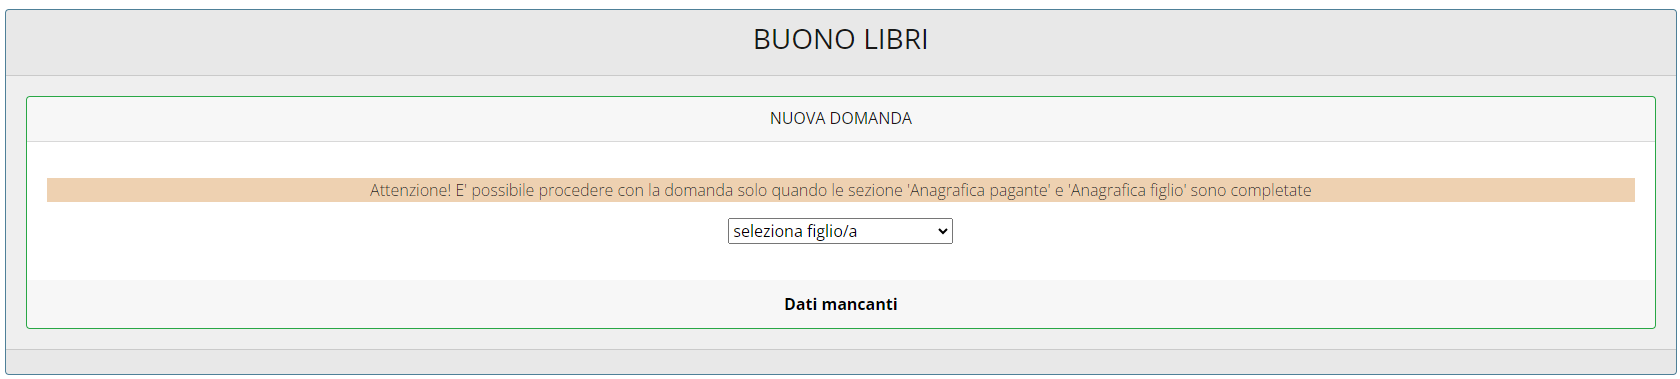 BUONO LIBRI
NUOVA DOMANDA
Attenzione! E' possibile procedere con la domanda solo quando le sezione 'Anagrafica pagante' e 'Anagrafica figlio' sono completate
seleziona figlio/a
Dati mancanti